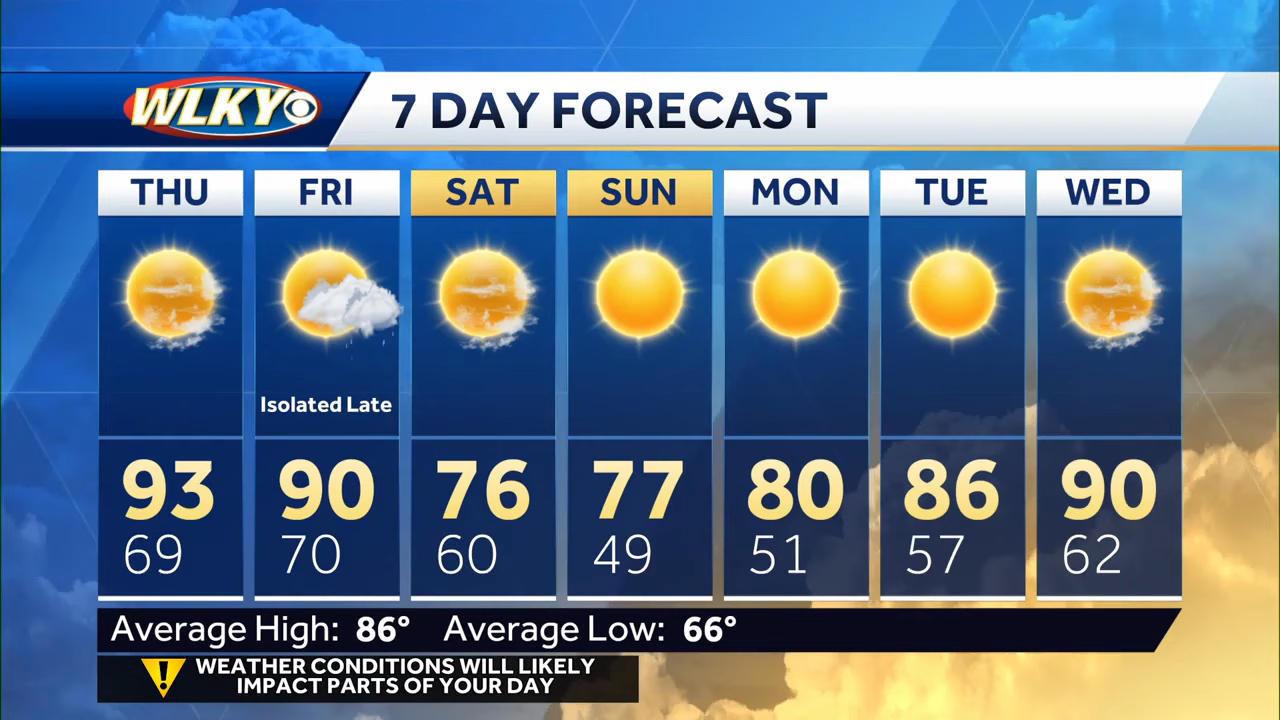 WLKY
7 DAY FORECAST
THU FRI SAT SUN MON TUE WED
Isolated Late
93 90 76 77 80 86 90
69 70 60 49 51 57 62
Average High: 86° Average Low: 66°
WEATHER CONDITIONS WILL LIKELY
IMPACT PARTS OF YOUR DAY